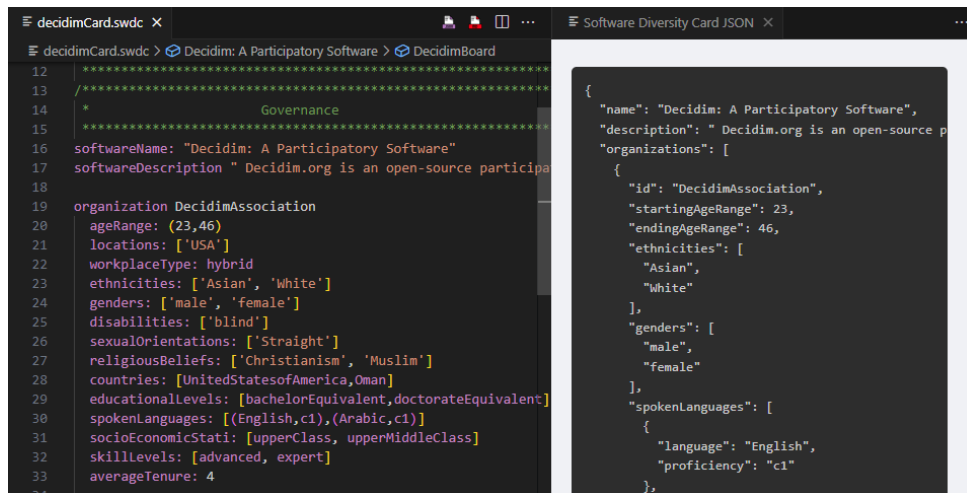 decidimCard.swdc
decidimCard.swdc > Decidim: A Participatory Software > DecidimBoard
12 ************************************************************
13 /***********************************************************
14 * Governance
15 ************************************************************
16 softwareName: "Decidim: A Participatory Software"
17 softwareDescription " Decidim.org is an open-source participa
18
19 organization DecidimAssociation
20 ageRange: (23,46)
21 locations: ['USA']
22 workplaceType: hybrid
23 ethnicities: ['Asian', 'White']
24 genders: ['male', 'female']
25 disabilities: ['blind']
26 sexualOrientations: ['Straight']
27 religiousBeliefs: ['Christianism', 'Muslim']
28 countries: [UnitedStatesofAmerica,Oman]
29 educationalLevels: [bachelorEquivalent,doctorateEquivalent]
30 spokenLanguages: [(English,c1),(Arabic,c1)]
31 socioEconomicStati: [upperClass, upperMiddleClass]
32 skillLevels: [advanced, expert]
33 averageTenure: 4
Software Diversity Card JSON
{
"name": "Decidim: A Participatory Software",
"description": " Decidim.org is an open-source p
"organizations": [
{
"id": "DecidimAssociation",
"startingAgeRange": 23,
"endingAgeRange": 46,
"ethnicities": [
"Asian",
"White"
],
"genders": [
"male",
"female"
],
"spokenLanguages": [
{
"language": "English",
"proficiency": "c1"
},